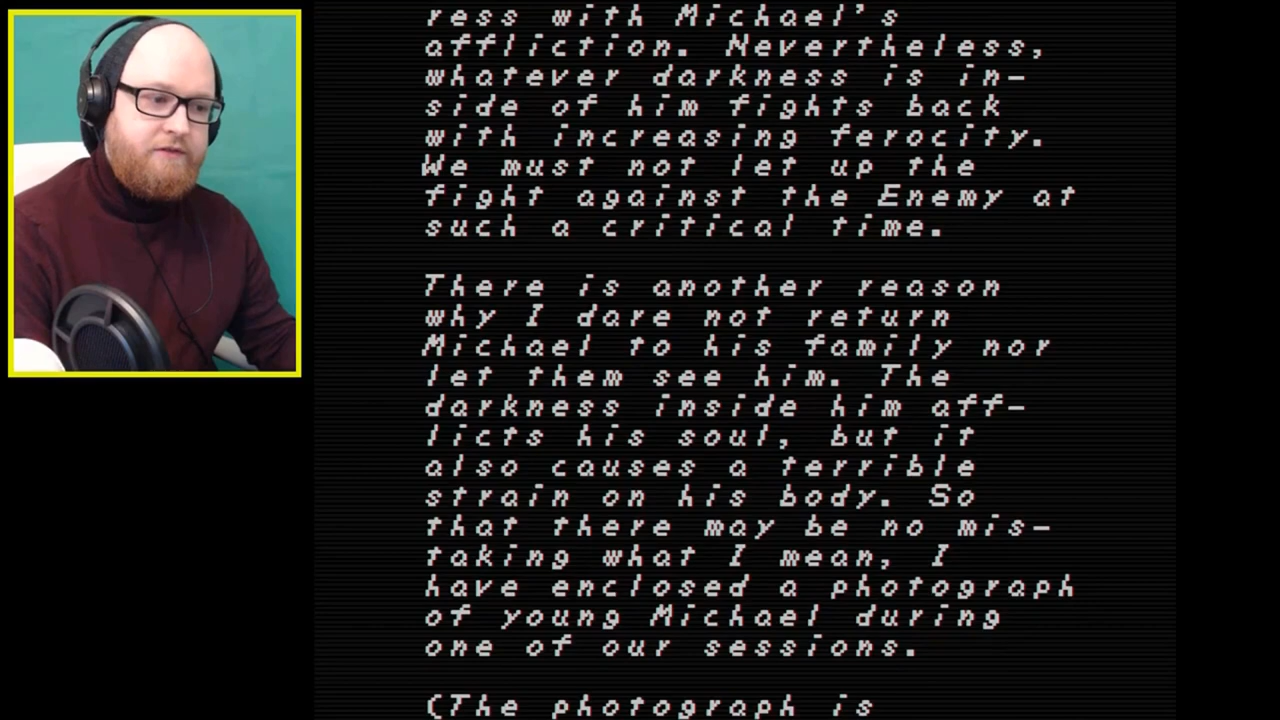 ress with Michael's
affliction. Nevertheless,
whatever darkness is in-
side of him fights back
with increasing ferocity.
We must not let up the
fight against the Enemy at
such a critical time.
There is another reason
why I dare not return
Michael to his family nor
let them see him. The
darkness inside him aff-
licts his soul, but it
also causes a terrible
strain on his body. So
that there may be no mis-
taking what I mean, I
have enclosed a photograph
of young Michael during
one of our sessions.
(The photograph is